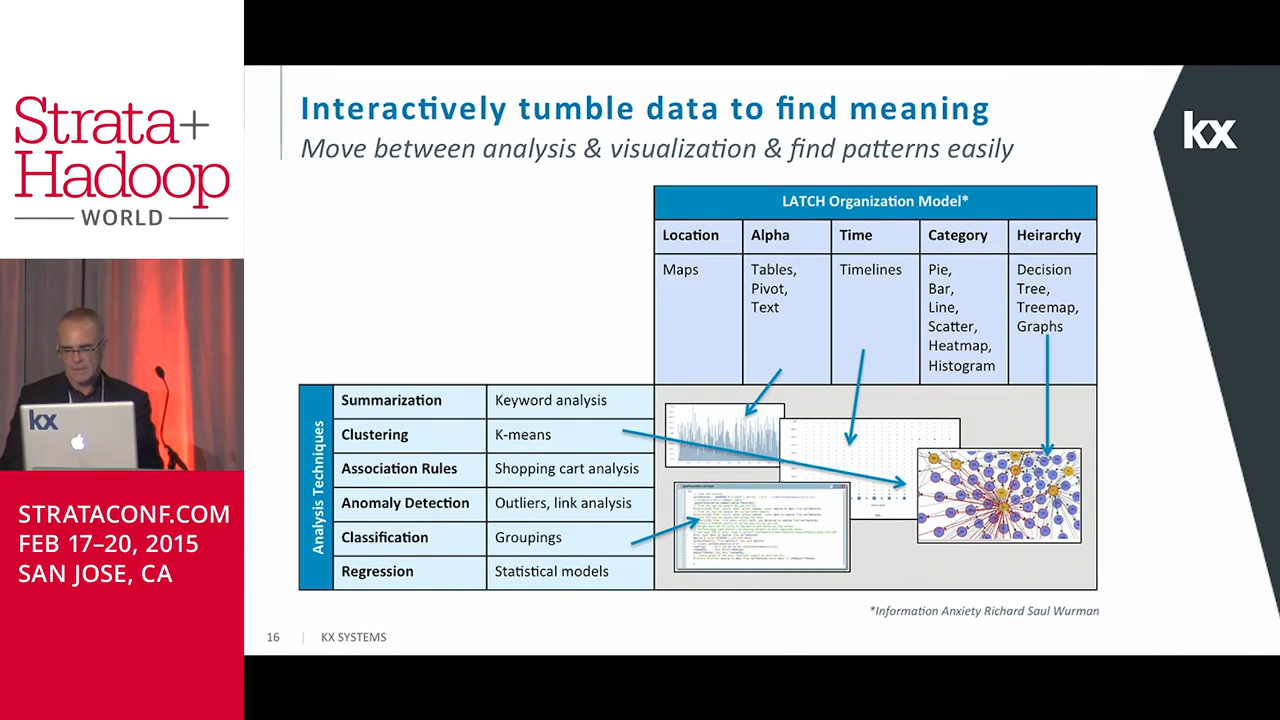 Strata+
Hadoop
WORLD
kx
STRATACONF.COM
FEB 17–20, 2015
SAN JOSE, CA
Interactively tumble data to find meaning
Move between analysis & visualization & find patterns easily
kx
LATCH Organization Model*
Location
Alpha
Time
Category
Heirarchy
Maps
Tables,
Pivot,
Text
Timelines
Pie,
Bar,
Line,
Scatter,
Heatmap,
Histogram
Decision
Tree,
Treemap,
Graphs
Analysis Techniques
Summarization
Keyword analysis
Clustering
K-means
Association Rules
Shopping cart analysis
Anomaly Detection
Outliers, link analysis
Classification
Groupings
Regression
Statistical models
*Information Anxiety Richard Saul Wurman
16 | KX SYSTEMS